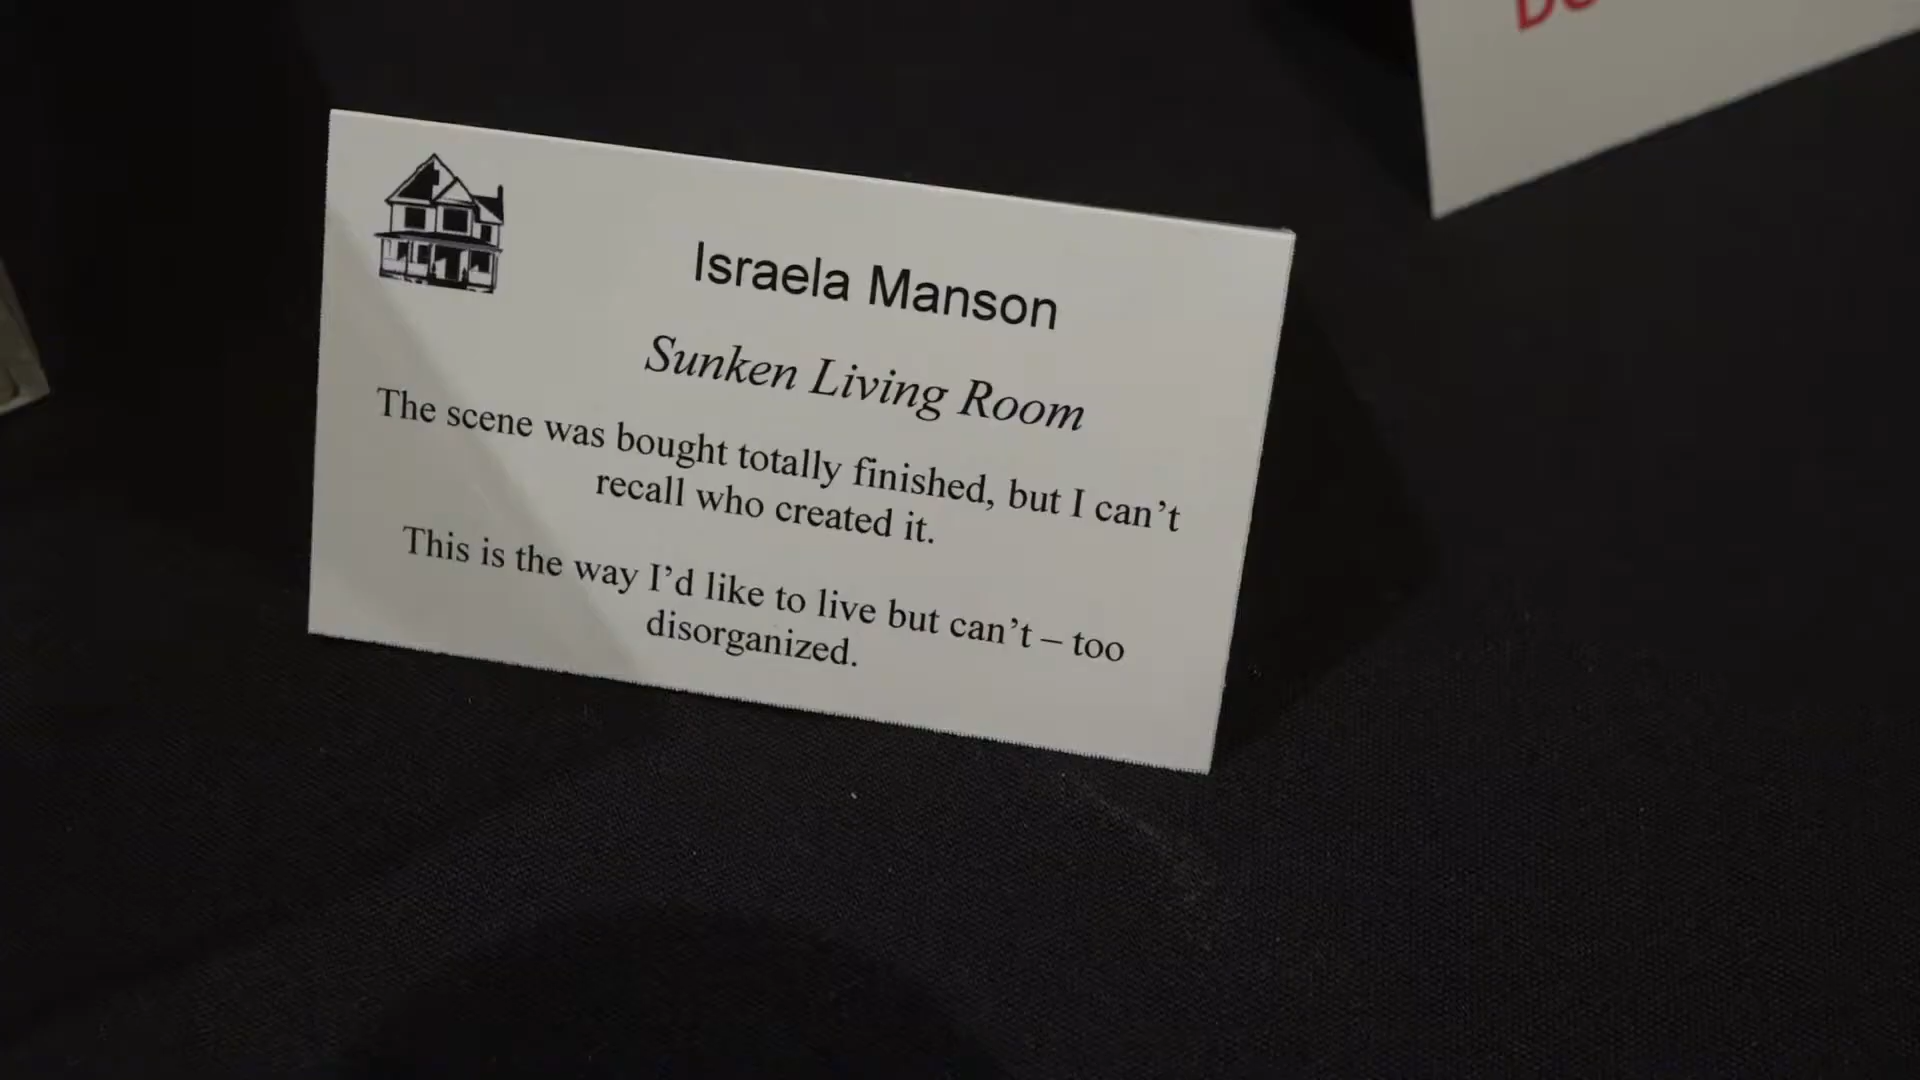 Israela Manson
Sunken Living Room
The scene was bought totally finished, but I can’t
recall who created it.
This is the way I’d like to live but can’t – too
disorganized.